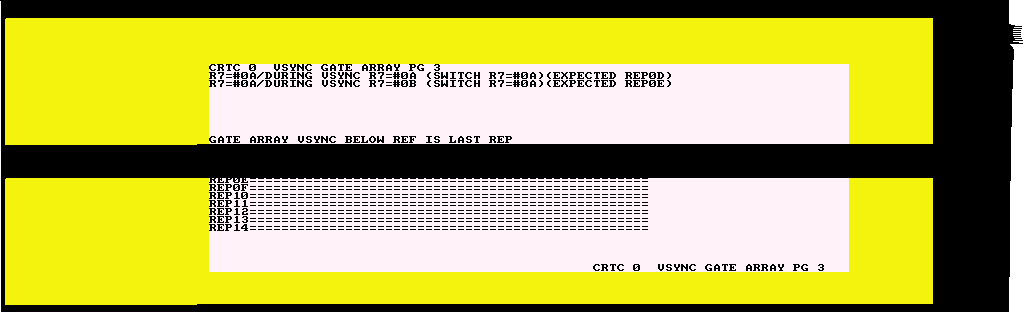 CRTC 0  VSYNC GATE ARRAY PG 3
R7=#0A/DURING VSYNC R7=#0A (SWITCH R7=#0A)(EXPECTED REP0D)
R7=#0A/DURING VSYNC R7=#0B (SWITCH R7=#0A)(EXPECTED REP0E)
GATE ARRAY VSYNC BELOW REF IS LAST REP
REP0E==================================================
REP0F==================================================
REP10==================================================
REP11==================================================
REP12==================================================
REP13==================================================
REP14==================================================
CRTC 0  VSYNC GATE ARRAY PG 3